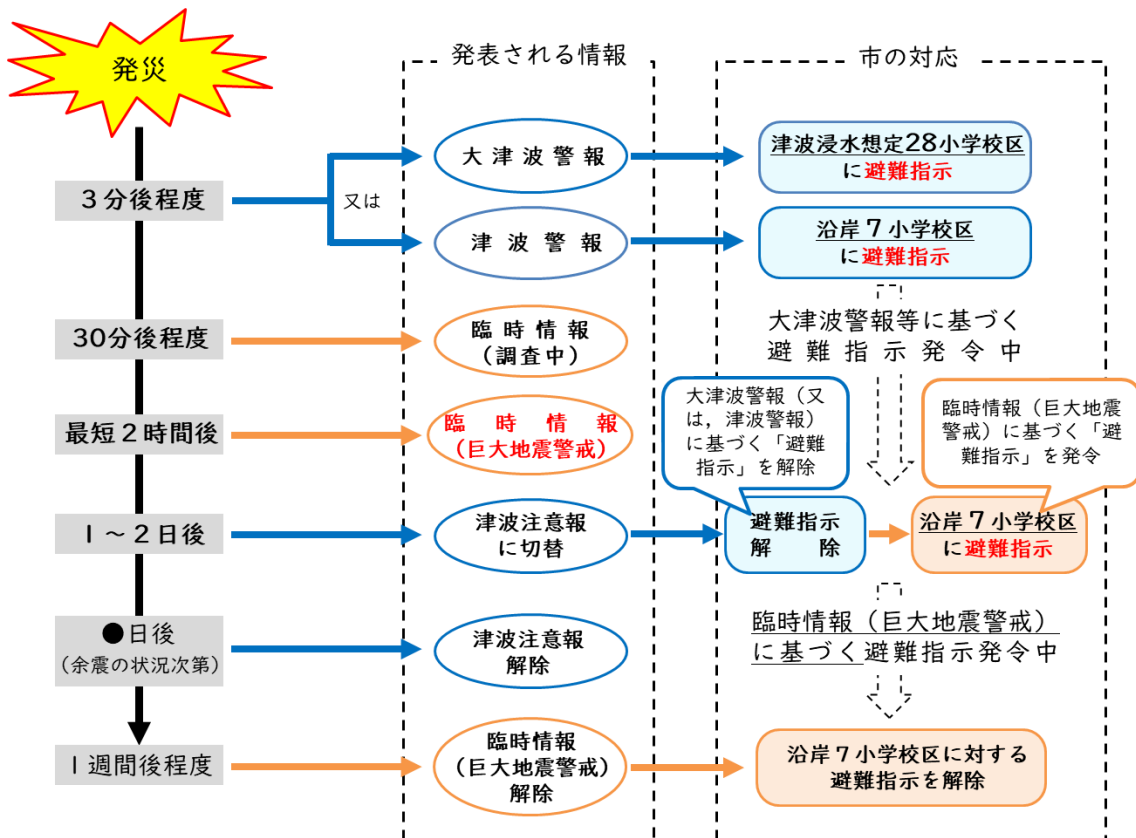 発災
発表される情報
市の対応
3分後程度
又は
大津波警報
津波浸水想定28小学校区
に避難指示
津波警報
沿岸7小学校区
に避難指示
30分後程度
臨時情報
(調査中)
大津波警報等に基づく
避難指示発令中
最短2時間後
臨時情報
(巨大地震警戒)
大津波警報(又
は,津波警報)
に基づく「避難
指示」を解除
臨時情報(巨大地震
警戒)に基づく「避
難指示」を発令
1~2日後
津波注意報
に切替
避難指示
解除
沿岸7小学校区
に避難指示
●日後
(余震の状況次第)
津波注意報
解除
臨時情報(巨大地震警戒)
に基づく避難指示発令中
1週間後程度
臨時情報
(巨大地震警戒)
解除
沿岸7小学校区に対する
避難指示を解除